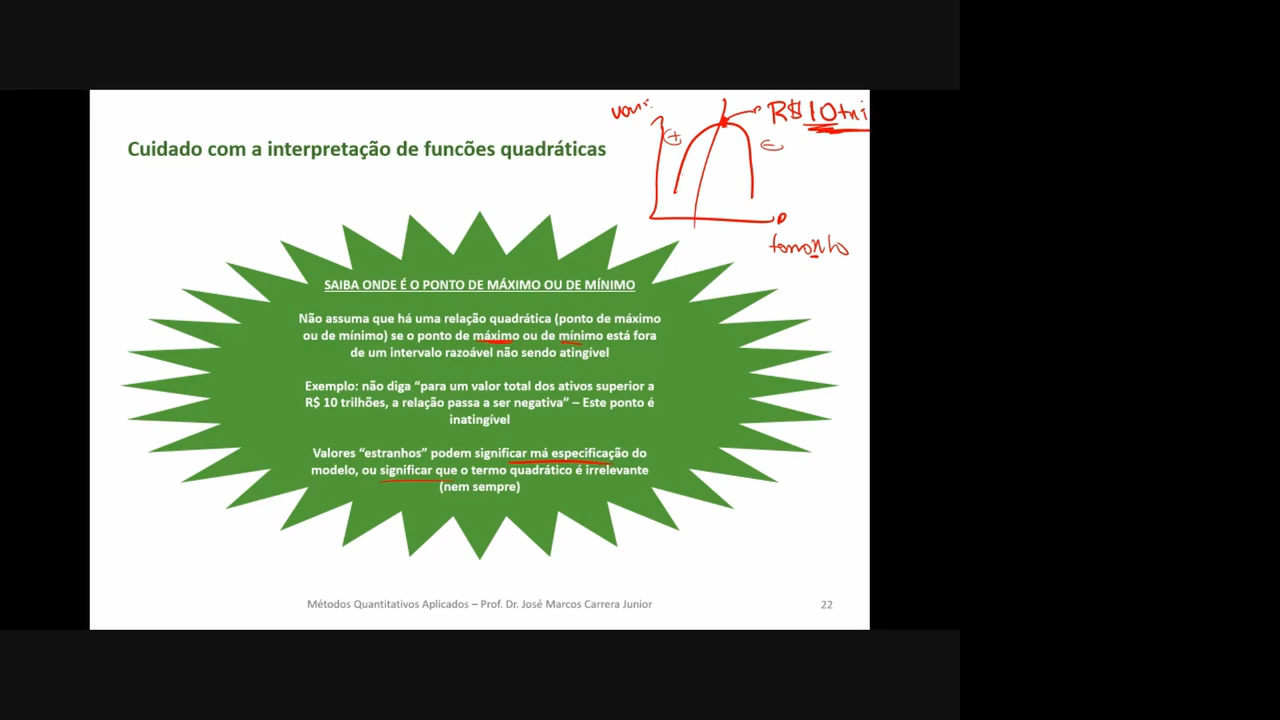 R$ 10tri
Cuidado com a interpretação de funcões quadráticas
tamanho
SAIBA ONDE É O PONTO DE MÁXIMO OU DE MÍNIMO
Não assuma que há uma relação quadrática (ponto de máximo
ou de mínimo) se o ponto de máximo ou de mínimo está fora
de um intervalo razoável não sendo atingível
Exemplo: não diga “para um valor total dos ativos superior a
R$ 10 trilhões, a relação passa a ser negativa” – Este ponto é
inatingível
Valores “estranhos” podem significar má especificação do
modelo, ou significar que o termo quadrático é irrelevante
(nem sempre)
Métodos Quantitativos Aplicados – Prof. Dr. José Marcos Carrera Junior
22